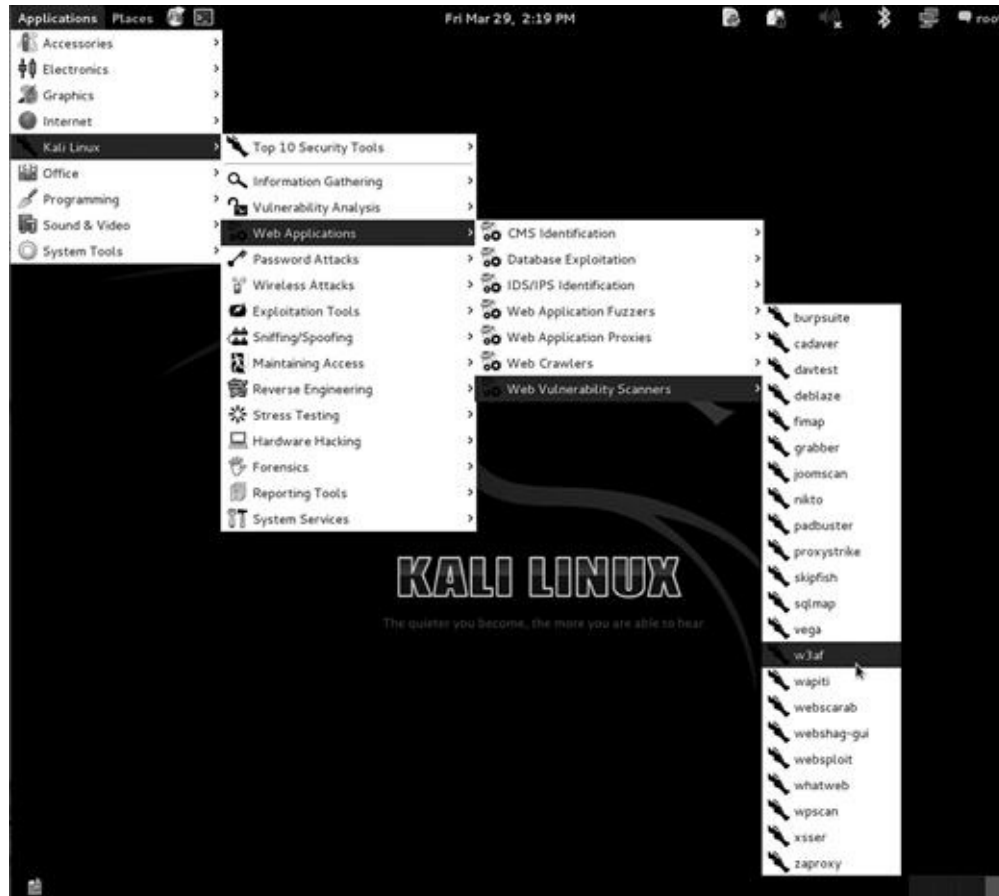 Applications Places Fri Mar 29, 2:19 PM roo
Accessories
Electronics
Graphics
Internet
Kali Linux
Office
Programming
Sound & Video
System Tools
Top 10 Security Tools
Information Gathering
Vulnerability Analysis
Web Applications
Password Attacks
Wireless Attacks
Exploitation Tools
Sniffing/Spoofing
Maintaining Access
Reverse Engineering
Stress Testing
Hardware Hacking
Forensics
Reporting Tools
System Services
CMS Identification
Database Exploitation
IDS/IPS Identification
Web Application Fuzzers
Web Application Proxies
Web Crawlers
Web Vulnerability Scanners
burpsuite
cadaver
davtest
deblaze
fimap
grabber
joomscan
nikto
padbuster
proxystrike
skipfish
sqlmap
vega
w3af
wapiti
webscarab
webshag-gui
websploit
whatweb
wpscan
xsser
zaproxy
KALI LINUX
The quieter you become, the more you are able to hear